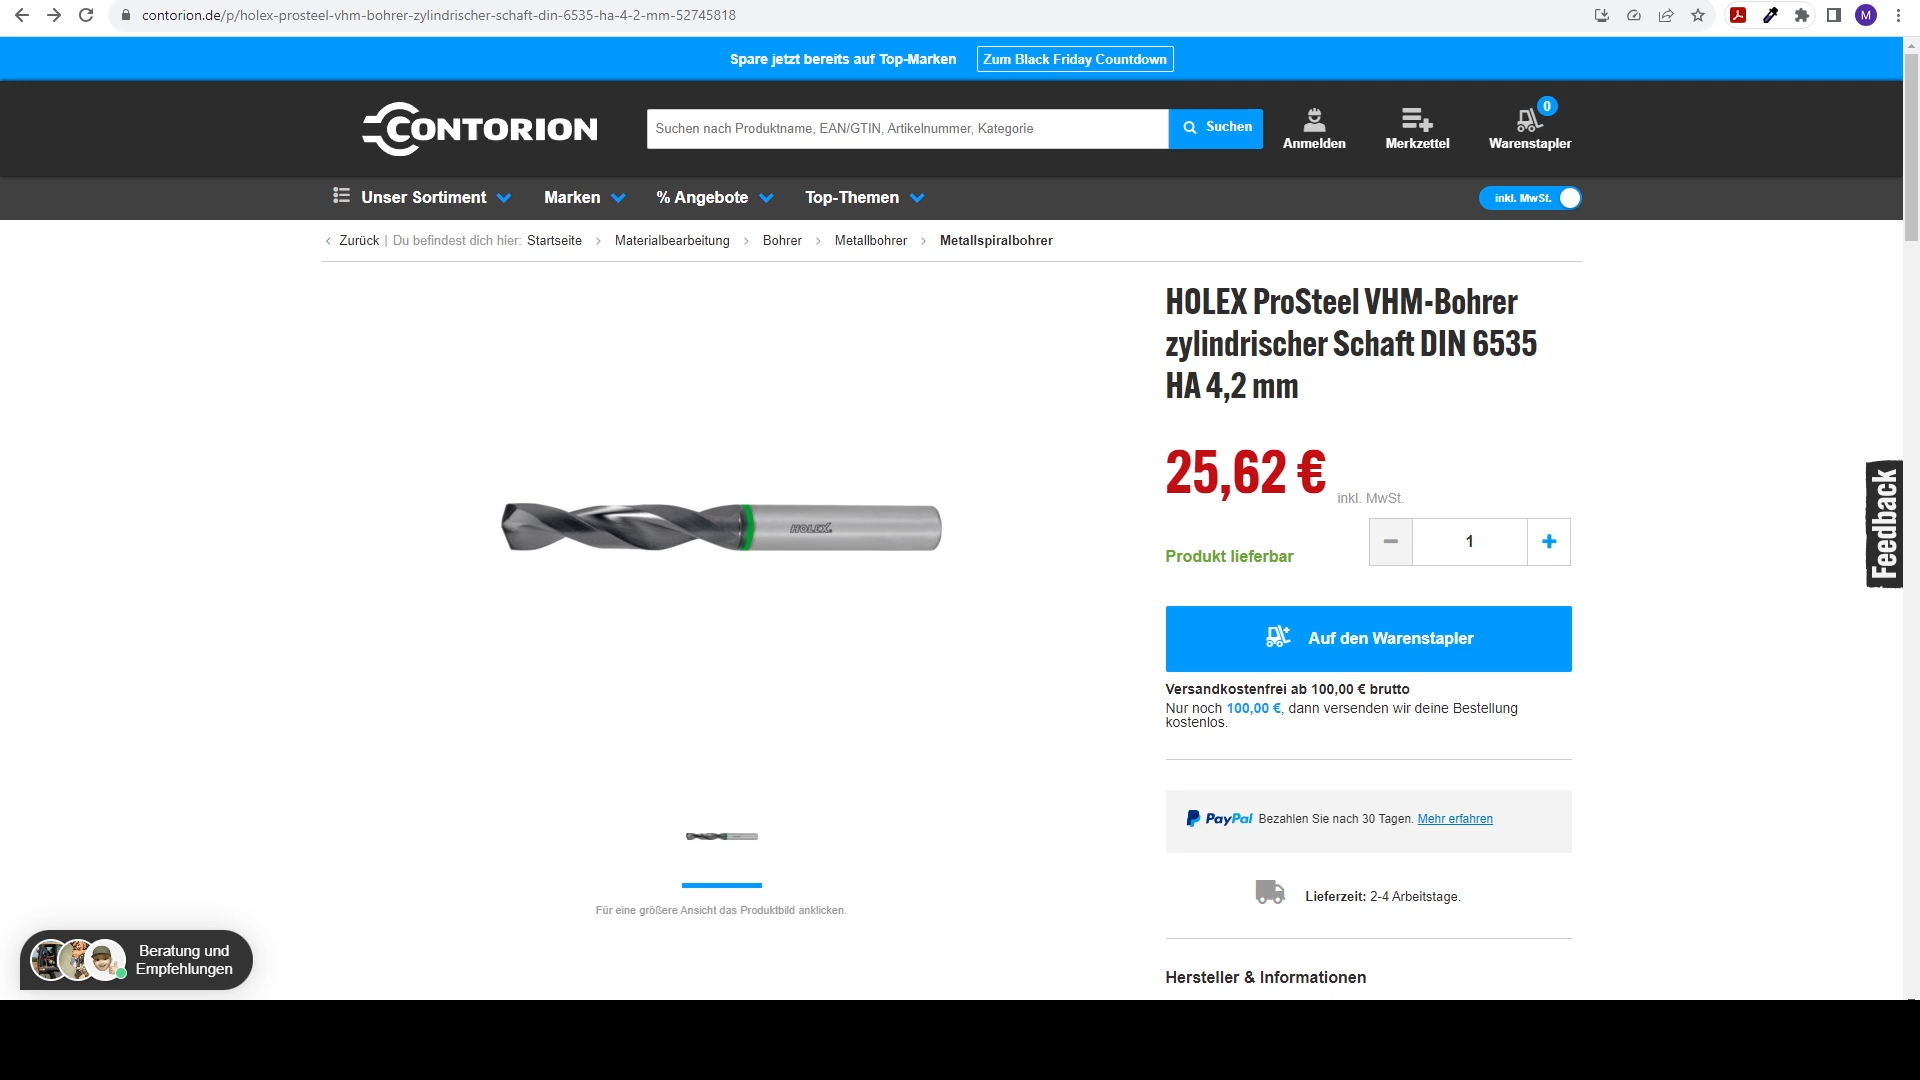 contorion.de/p/holex-prosteel-vhm-bohrer-zylindrischer-schaft-din-6535-ha-4-2-mm-52745818
M
Spare jetzt bereits auf Top-Marken
Zum Black Friday Countdown
CONTORION
Suchen nach Produktname, EAN/GTIN, Artikelnummer, Kategorie
Suchen
Anmelden
Merkzettel
0
Warenstapler
Unser Sortiment
Marken
% Angebote
Top-Themen
inkl. MwSt.
Zurück | Du befindest dich hier: Startseite
Materialbearbeitung
Bohrer
Metallbohrer
Metallspiralbohrer
HOLEX ProSteel VHM-Bohrer
zylindrischer Schaft DIN 6535
HA 4,2 mm
25,62 €
inkl. MwSt.
HOLEX
Produkt lieferbar
1
Feedback
Auf den Warenstapler
Versandkostenfrei ab 100,00 € brutto
Nur noch 100,00 €, dann versenden wir deine Bestellung
kostenlos.
PayPal Bezahlen Sie nach 30 Tagen. Mehr erfahren
Lieferzeit: 2-4 Arbeitstage.
Für eine größere Ansicht das Produktbild anklicken.
Beratung und
Empfehlungen
Hersteller & Informationen